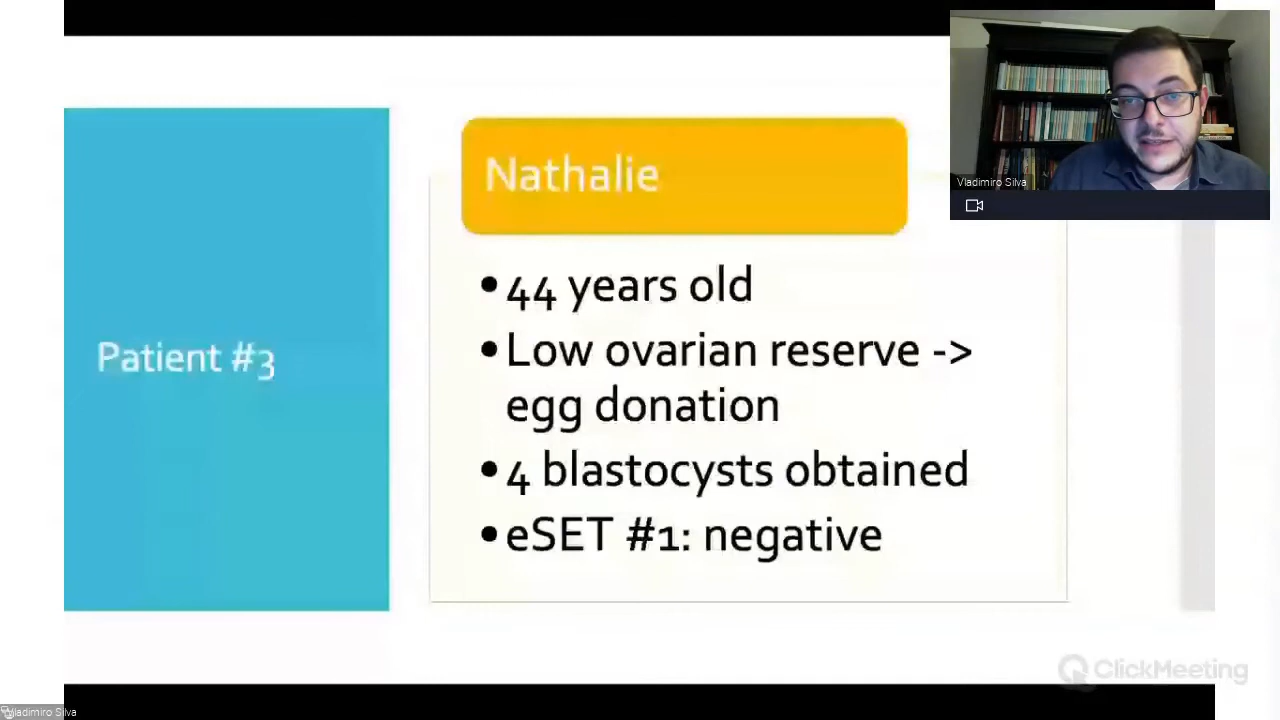 Patient #3
Nathalie
•44 years old
•Low ovarian reserve ->
egg donation
•4 blastocysts obtained
•eSET #1: negative
Vladimiro Silva
ClickMeeting
Vladimiro Silva